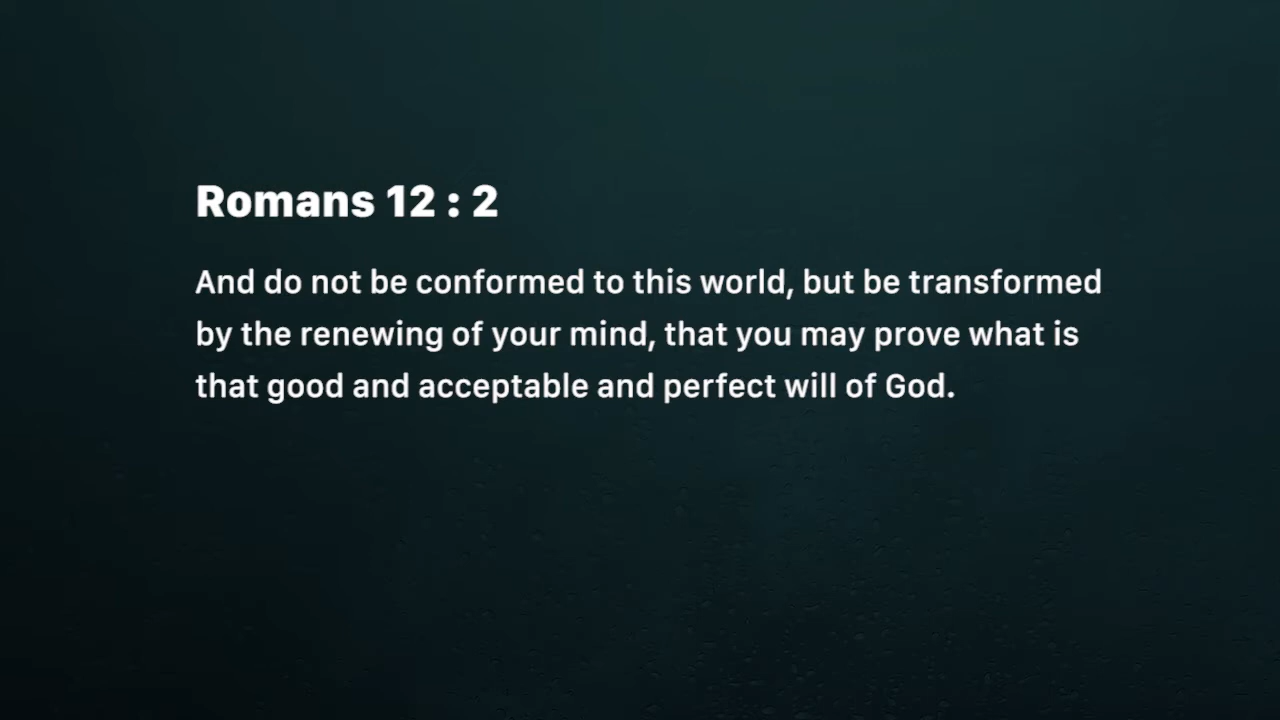 Romans 12 : 2
And do not be conformed to this world, but be transformed
by the renewing of your mind, that you may prove what is
that good and acceptable and perfect will of God.